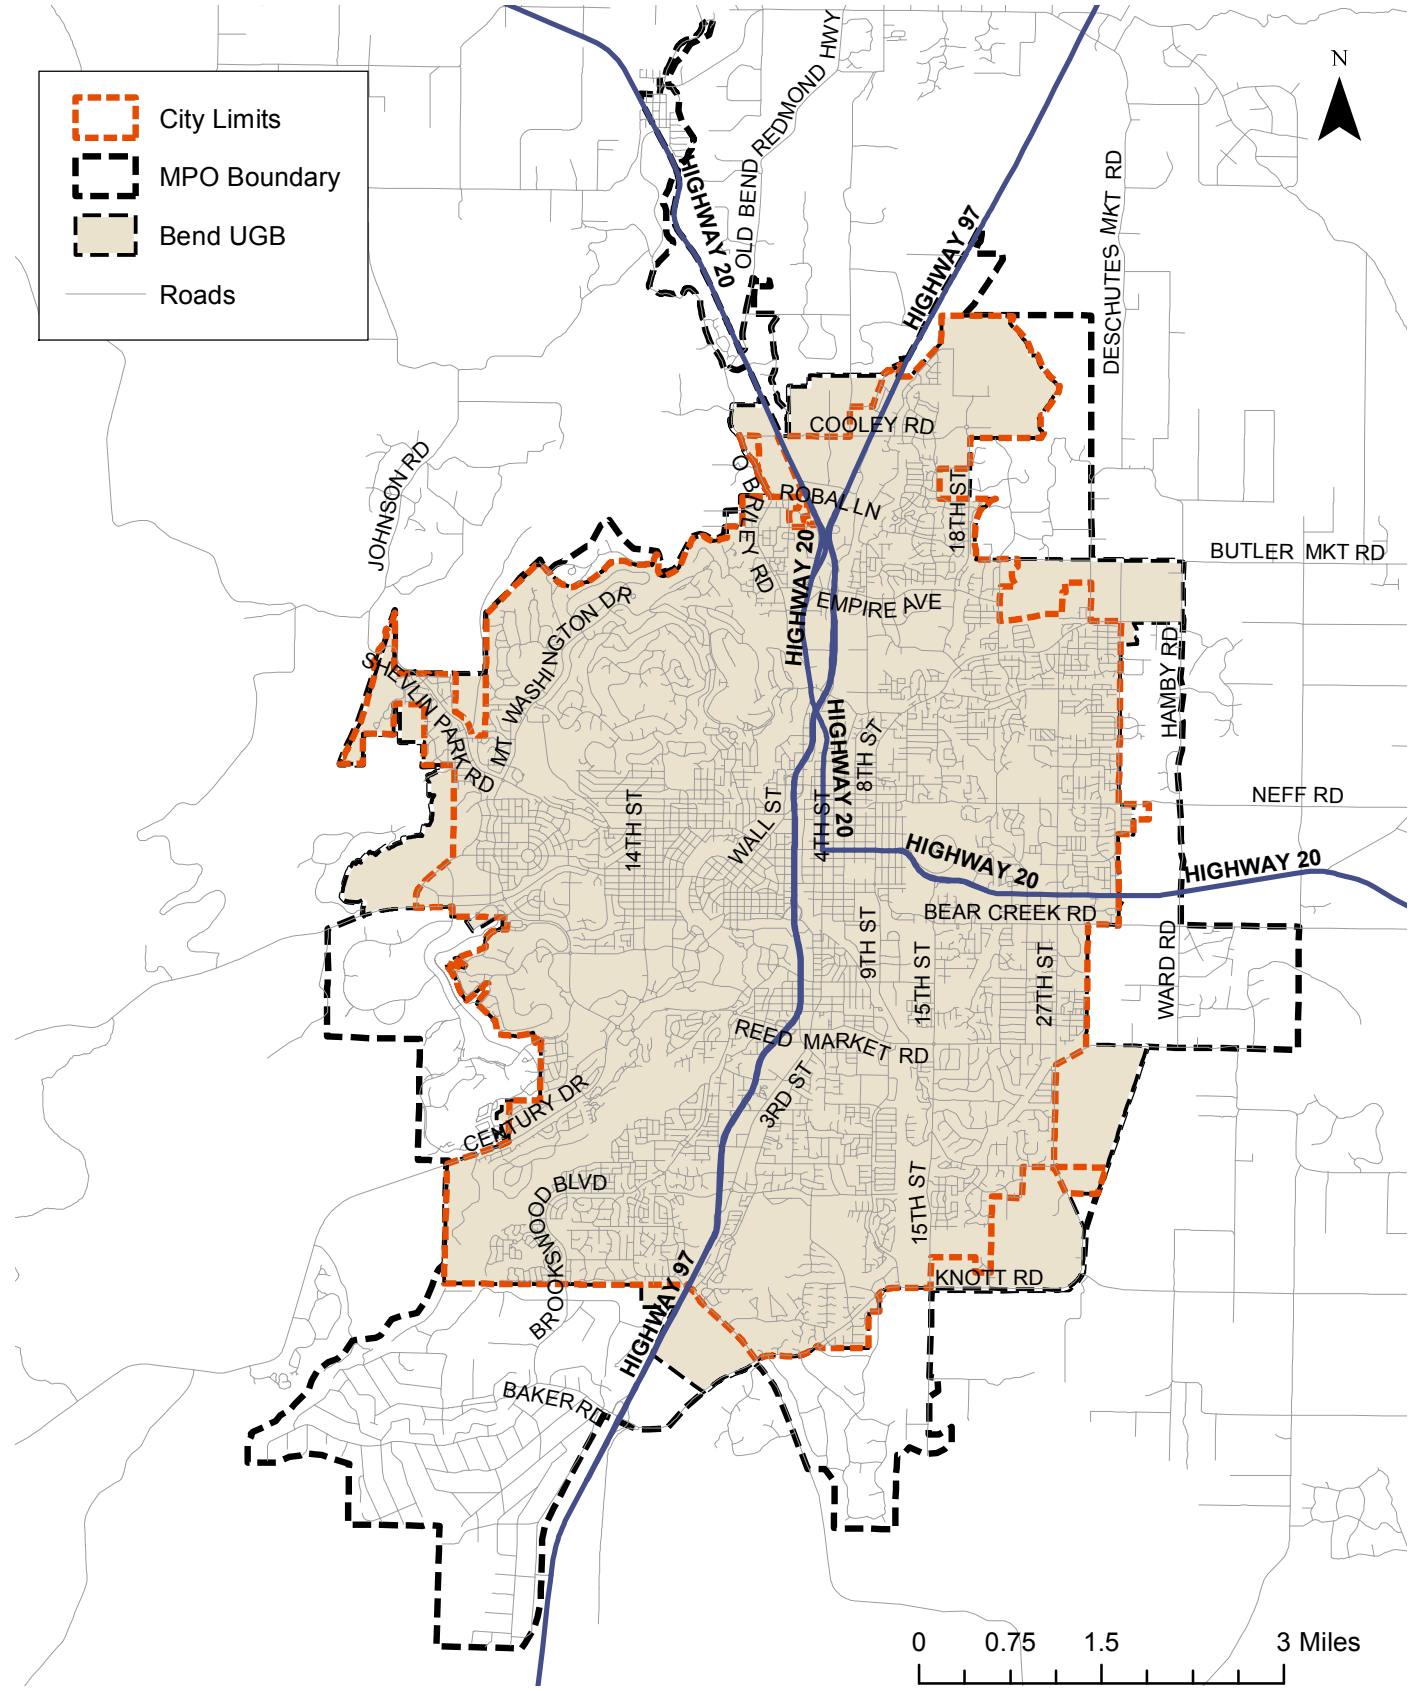 City Limits
MPO Boundary
Bend UGB
Roads
N
OLD BEND REDMOND HWY
HIGHWAY 20
HIGHWAY 97
DESCHUTES MKT RD
COOLEY RD
JOHNSON RD
O B RILEY RD
ROBAL LN
18TH ST
BUTLER MKT RD
HIGHWAY 20
EMPIRE AVE
MT WASHINGTON DR
SHEVLIN PARK RD
HAMBY RD
HIGHWAY 20
8TH ST
NEFF RD
14TH ST
WALL ST
4TH ST
HIGHWAY 20
HIGHWAY 20
BEAR CREEK RD
9TH ST
15TH ST
27TH ST
WARD RD
REED MARKET RD
3RD ST
CENTURY DR
BROOKSWOOD BLVD
15TH ST
KNOTT RD
HIGHWAY 97
BAKER RD
0 0.75 1.5 3 Miles